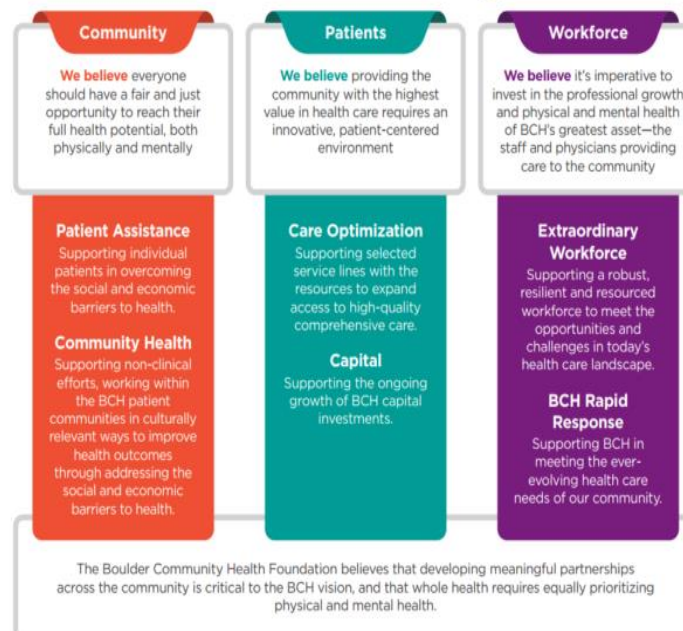 Community
We believe everyone
should have a fair and just
opportunity to reach their
full health potential, both
physically and mentally
Patient Assistance
Supporting individual
patients in overcoming
the social and economic
barriers to health.
Community Health
Supporting non-clinical
efforts, working within
the BCH patient
communities in culturally
relevant ways to improve
health outcomes
through addressing the
social and economic
barriers to health.
Patients
We believe providing the
community with the highest
value in health care requires an
innovative, patient-centered
environment
Care Optimization
Supporting selected
service lines with the
resources to expand
access to high-quality
comprehensive care.
Capital
Supporting the ongoing
growth of BCH capital
investments.
Workforce
We believe it's imperative to
invest in the professional growth
and physical and mental health
of BCH's greatest asset—the
staff and physicians providing
care to the community
Extraordinary
Workforce
Supporting a robust,
resilient and resourced
workforce to meet the
opportunities and
challenges in today's
health care landscape.
BCH Rapid
Response
Supporting BCH in
meeting the ever-
evolving health care
needs of our community.
The Boulder Community Health Foundation believes that developing meaningful partnerships
across the community is critical to the BCH vision, and that whole health requires equally prioritizing
physical and mental health.